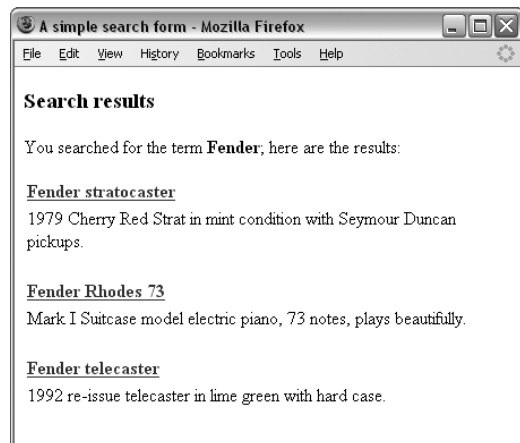 A simple search form - Mozilla Firefox
File Edit View History Bookmarks Tools Help
Search results
You searched for the term Fender; here are the results:
Fender stratocaster
1979 Cherry Red Strat in mint condition with Seymour Duncan
pickups.
Fender Rhodes 73
Mark I Suitcase model electric piano, 73 notes, plays beautifully.
Fender telecaster
1992 re-issue telecaster in lime green with hard case.